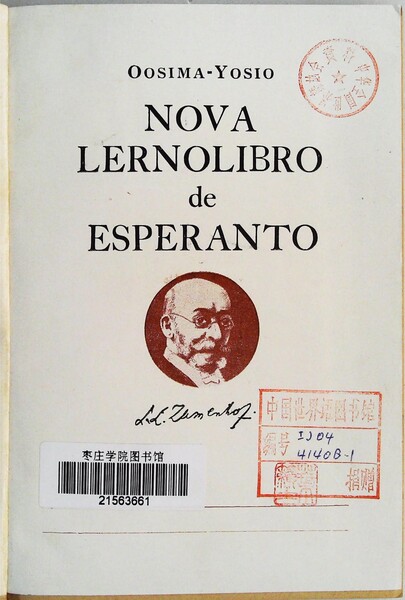 OOSIMA-YOSIO
NOVA
LERNOLIBRO
de
ESPERANTO
L. L. Zamenhof.
中国世界语图书馆
编号 IJ04
4140B-1
捐赠
枣庄学院图书馆
21563661